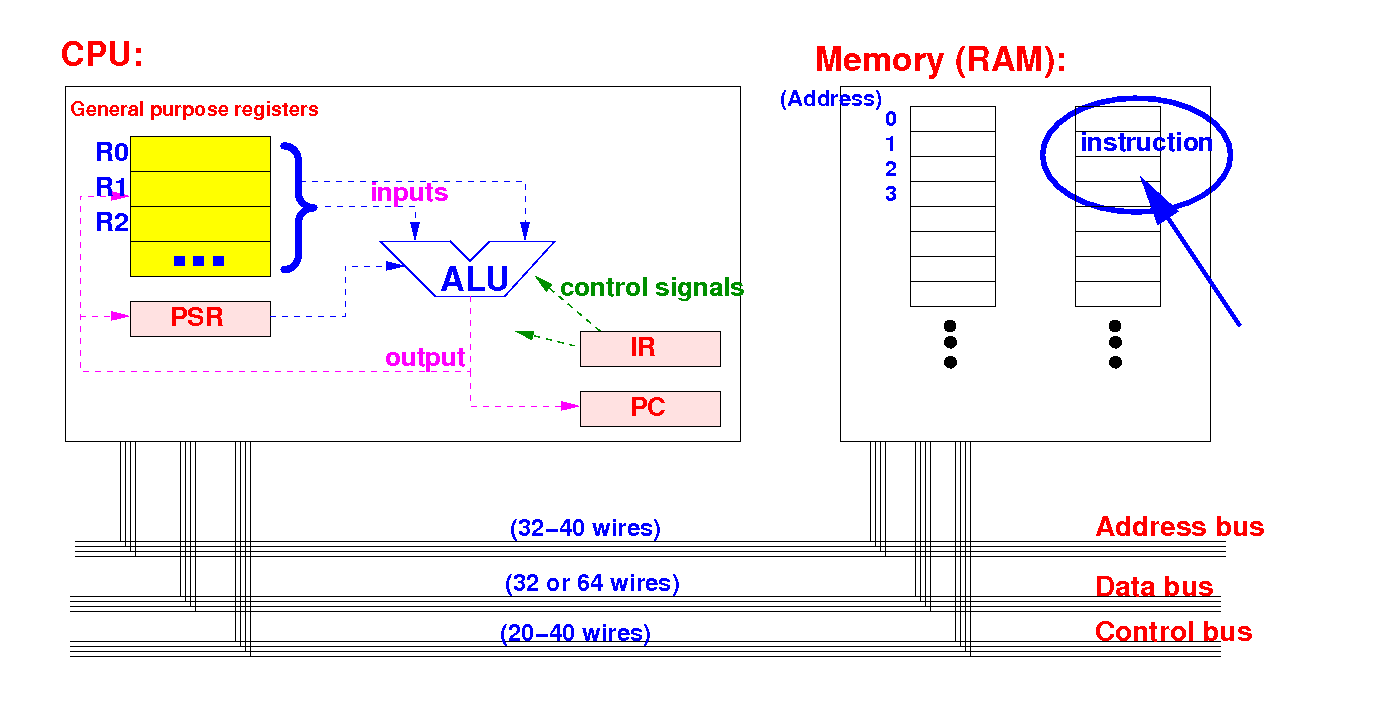 CPU:
Memory (RAM):
General purpose registers
(Address)
R0
R1
R2
inputs
ALU
control signals
PSR
IR
output
PC
0
1
2
3
instruction
(32–40 wires)
Address bus
(32 or 64 wires)
Data bus
(20–40 wires)
Control bus